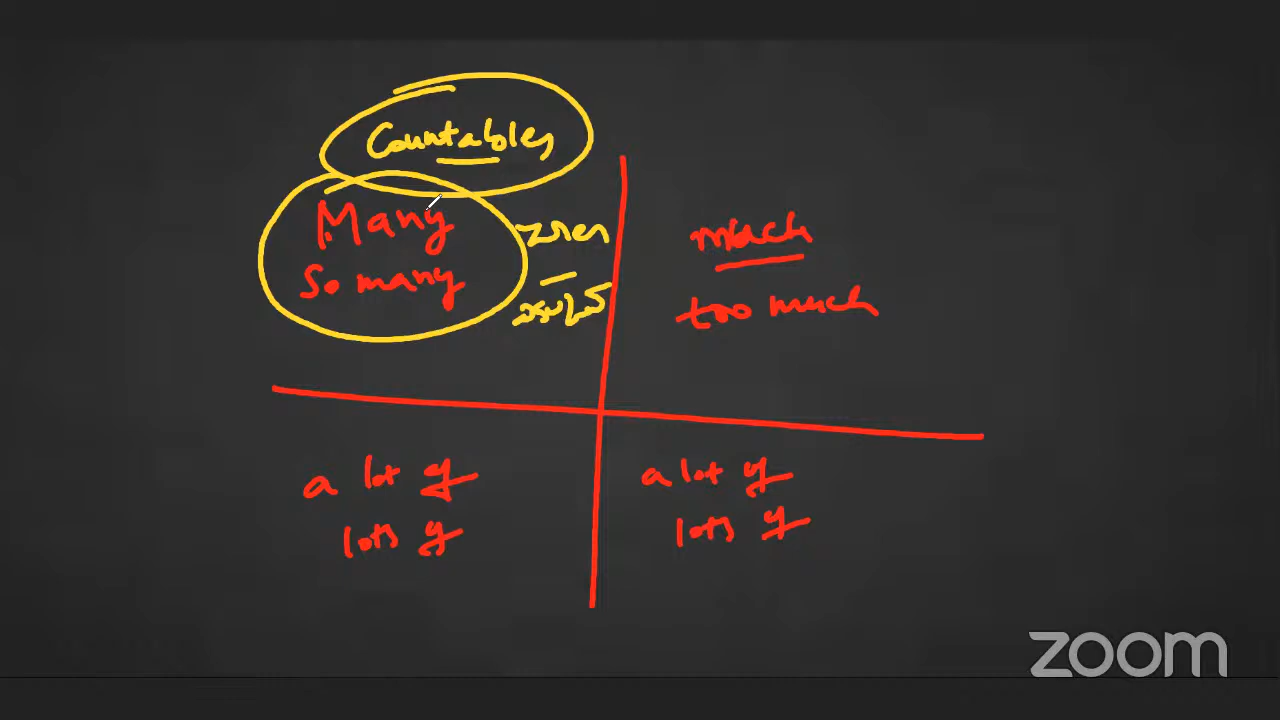 Countables
Many
So many
much
too much
a lot of
lots of
a lot of
lots of
zoom